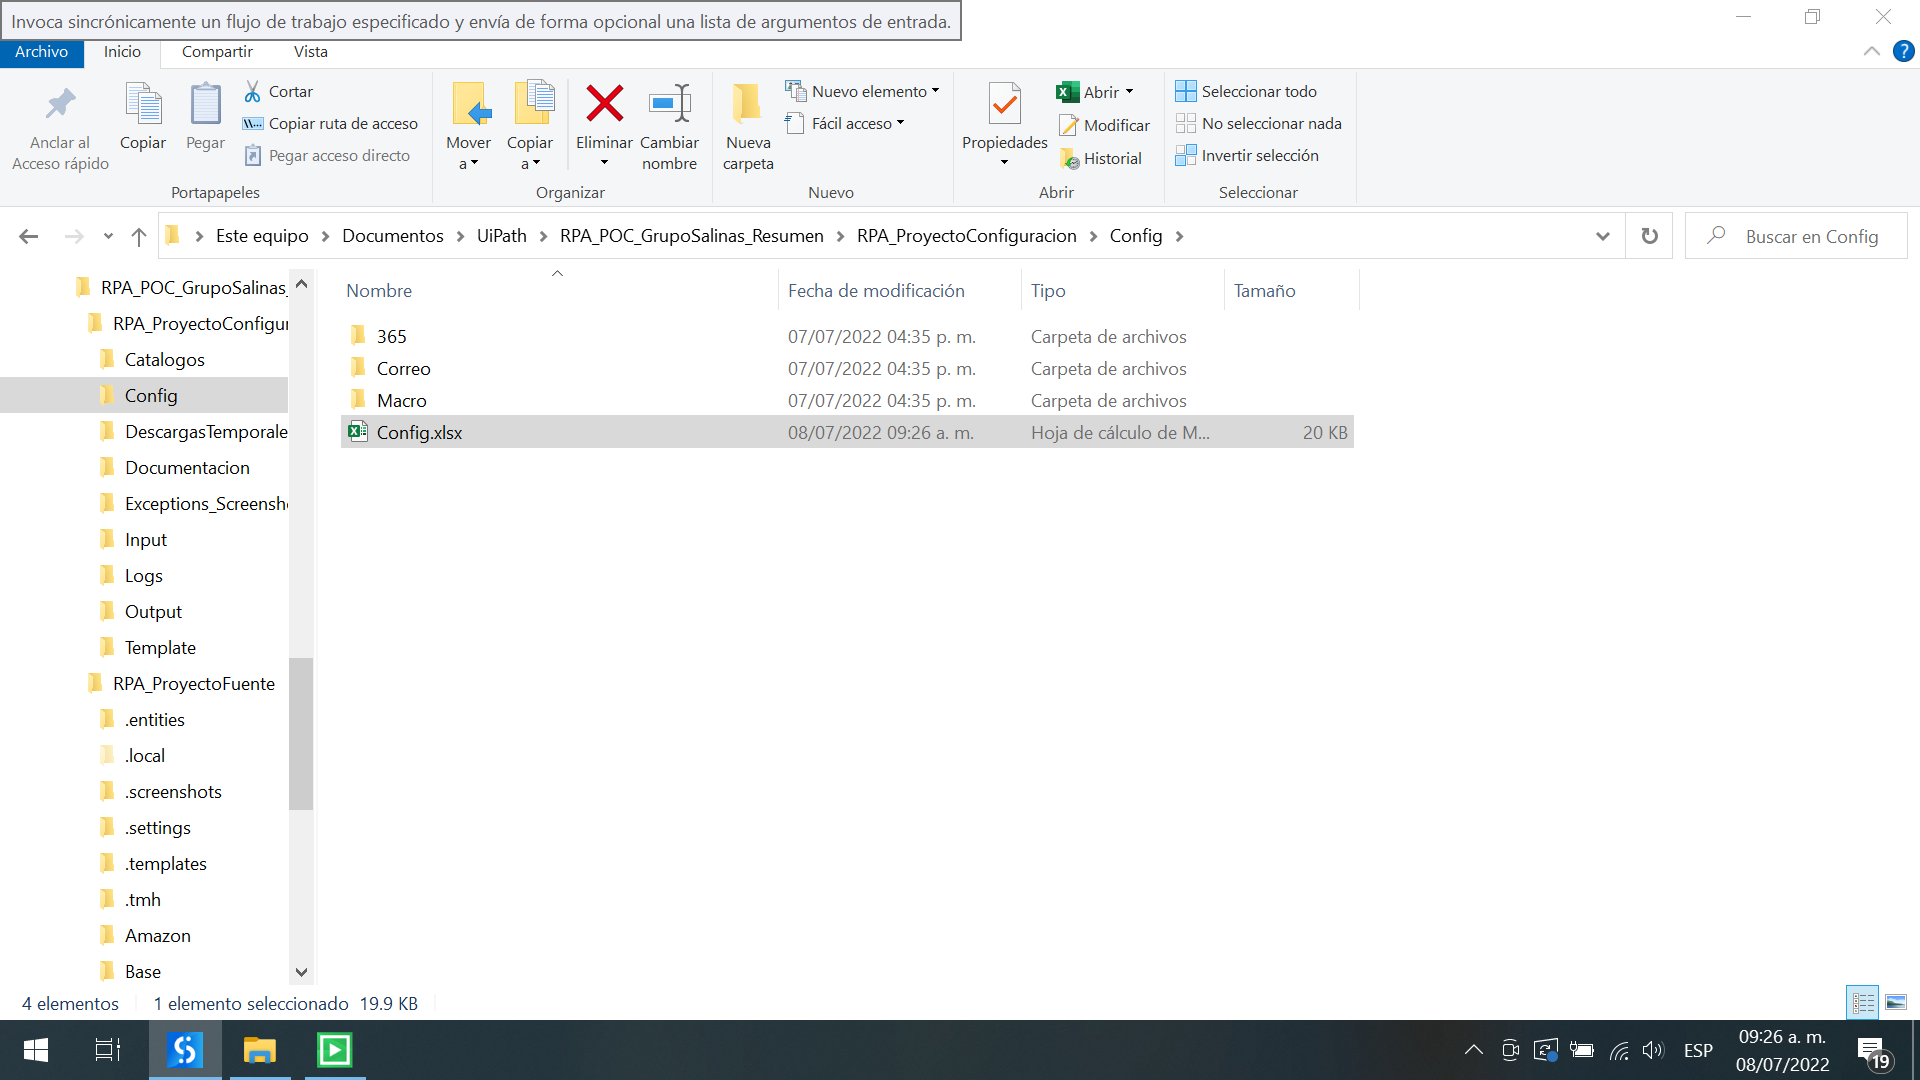 Invoca sincrónicamente un flujo de trabajo especificado y envía de forma opcional una lista de argumentos de entrada.
Archivo Inicio Compartir Vista
Anclar al
Acceso rápido
Copiar
Pegar
Cortar
Copiar ruta de acceso
Pegar acceso directo
Portapapeles
Mover
a
Copiar
a
Eliminar
Cambiar
nombre
Organizar
Nueva
carpeta
Nuevo elemento
Fácil acceso
Nuevo
Propiedades
Abrir
Modificar
Historial
Abrir
Seleccionar todo
No seleccionar nada
Invertir selección
Seleccionar
Este equipo > Documentos > UiPath > RPA_POC_GrupoSalinas_Resumen > RPA_ProyectoConfiguracion > Config >
Buscar en Config
RPA_POC_GrupoSalinas_
RPA_ProyectoConfigur
Catalogos
Config
DescargasTemporale
Documentacion
Exceptions_Screensho
Input
Logs
Output
Template
RPA_ProyectoFuente
.entities
.local
.screenshots
.settings
.templates
.tmh
Amazon
Base
Nombre Fecha de modificación Tipo Tamaño
365 07/07/2022 04:35 p. m. Carpeta de archivos
Correo 07/07/2022 04:35 p. m. Carpeta de archivos
Macro 07/07/2022 04:35 p. m. Carpeta de archivos
Config.xlsx 08/07/2022 09:26 a. m. Hoja de cálculo de M... 20 KB
4 elementos 1 elemento seleccionado 19.9 KB
ESP
09:26 a. m.
08/07/2022
19